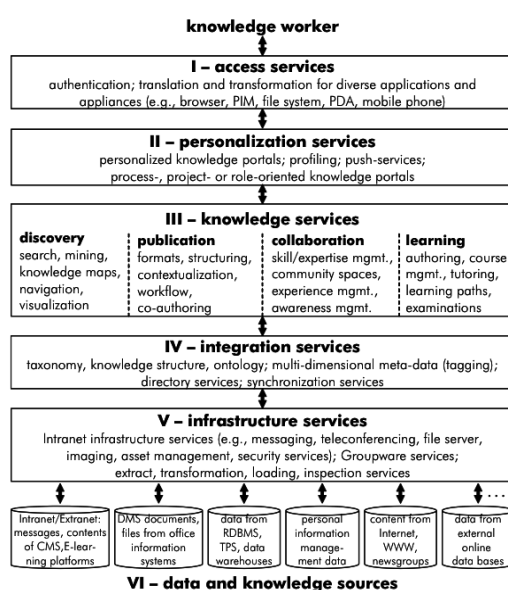 knowledge worker
I – access services
authentication; translation and transformation for diverse applications and
appliances (e.g., browser, PIM, file system, PDA, mobile phone)
II – personalization services
personalized knowledge portals; profiling; push-services;
process-, project- or role-oriented knowledge portals
III – knowledge services
discovery
search, mining,
knowledge maps,
navigation,
visualization
publication
formats, structuring,
contextualization,
workflow,
co-authoring
collaboration
skill/expertise mgmt.,
community spaces,
experience mgmt.,
awareness mgmt.
learning
authoring, course
mgmt., tutoring,
learning paths,
examinations
IV – integration services
taxonomy, knowledge structure, ontology; multi-dimensional meta-data (tagging);
directory services; synchronization services
V – infrastructure services
Intranet infrastructure services (e.g., messaging, teleconferencing, file server,
imaging, asset management, security services); Groupware services;
extract, transformation, loading, inspection services
...
Intranet/Extranet:
messages, contents
of CMS,E-lear-
ning platforms
DMS documents,
files from office
information
systems
data from
RDBMS,
TPS, data
warehouses
personal
information
manage-
ment data
content from
Internet,
WWW,
newsgroups
data from
external
online
data bases
VI – data and knowledge sources